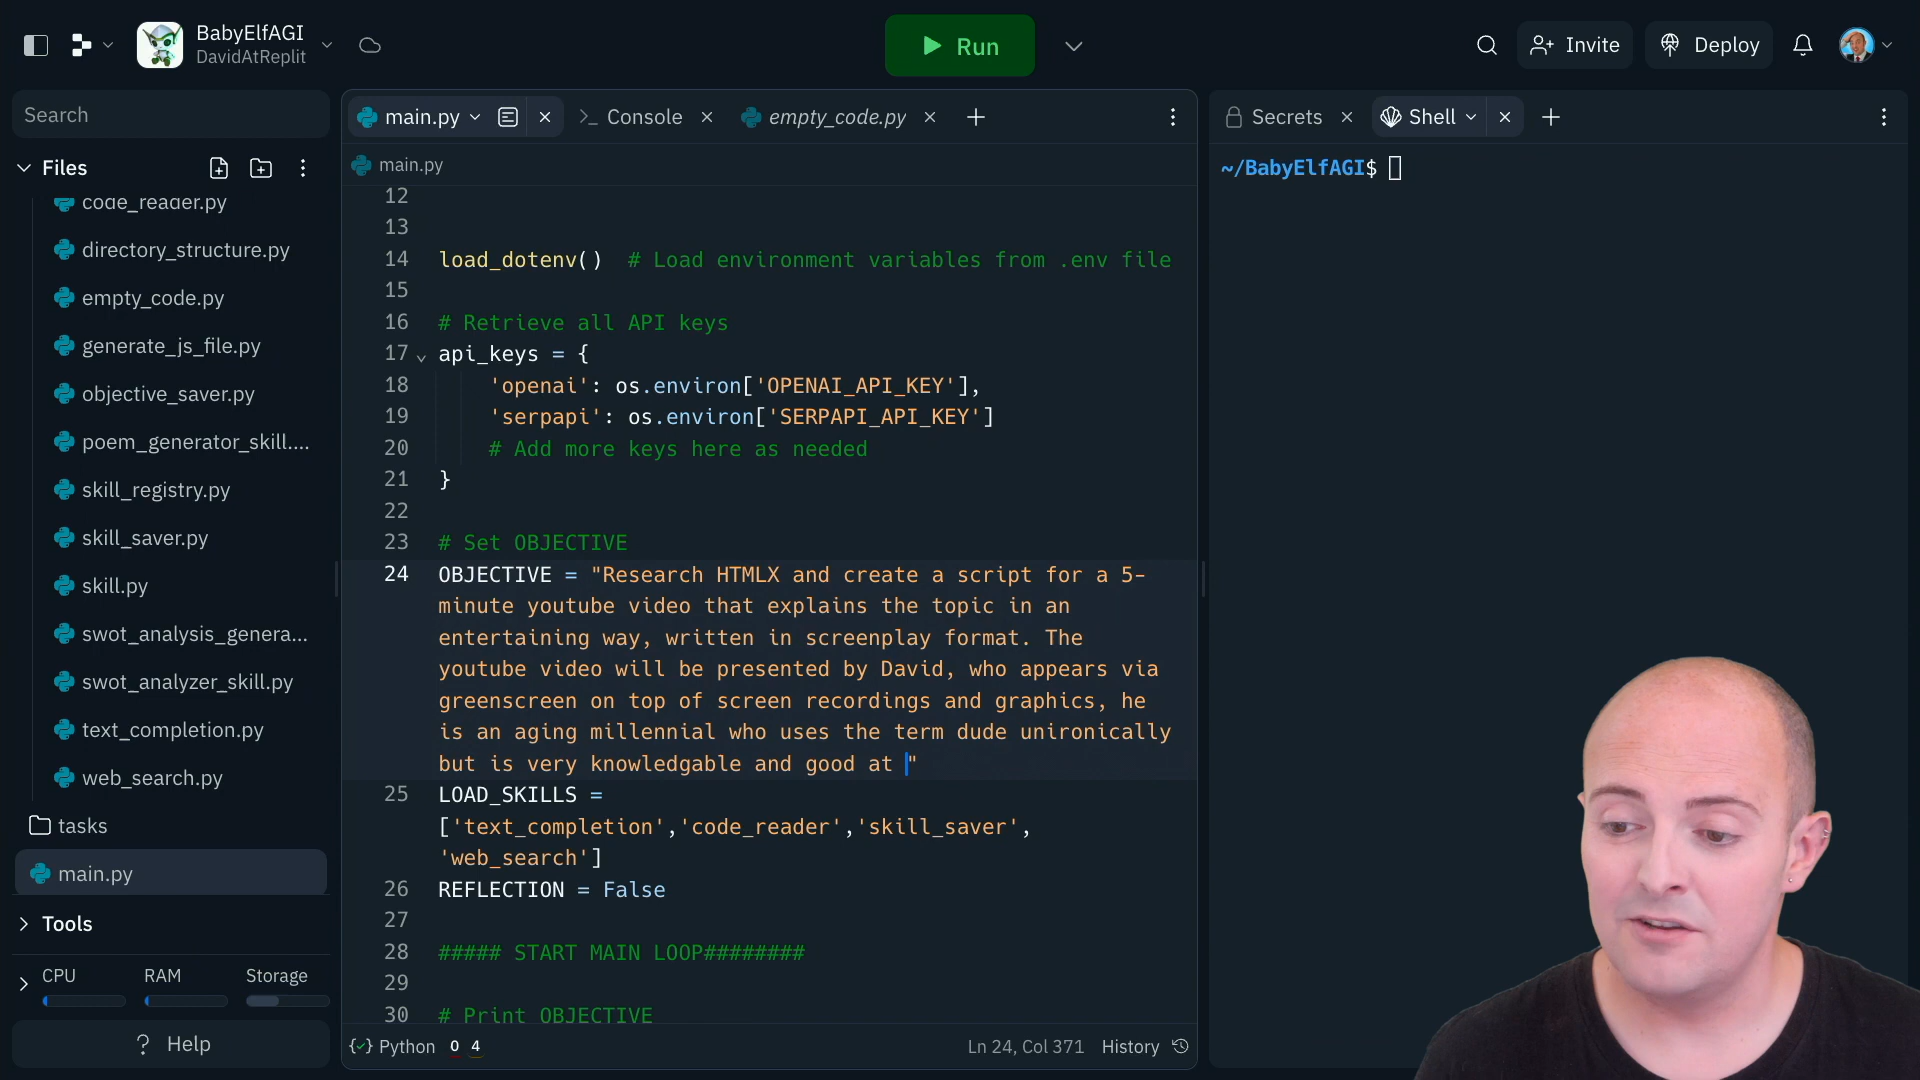 BabyElfAGI
DavidAtReplit
Run
Invite
Deploy
Search
Files
code_reader.py
directory_structure.py
empty_code.py
generate_js_file.py
objective_saver.py
poem_generator_skill....
skill_registry.py
skill_saver.py
skill.py
swot_analysis_genera...
swot_analyzer_skill.py
text_completion.py
web_search.py
tasks
main.py
Tools
CPU RAM Storage
? Help
main.py
>_ Console
empty_code.py
main.py
12
13
14 load_dotenv()  # Load environment variables from .env file
15
16 # Retrieve all API keys
17 api_keys = {
18 'openai': os.environ['OPENAI_API_KEY'],
19 'serpapi': os.environ['SERPAPI_API_KEY']
20 # Add more keys here as needed
21 }
22
23 # Set OBJECTIVE
24 OBJECTIVE = "Research HTMLX and create a script for a 5-
minute youtube video that explains the topic in an
entertaining way, written in screenplay format. The
youtube video will be presented by David, who appears via
greenscreen on top of screen recordings and graphics, he
is an aging millennial who uses the term dude unironically
but is very knowledgable and good at "
25 LOAD_SKILLS =
['text_completion','code_reader','skill_saver',
'web_search']
26 REFLECTION = False
27
28 ##### START MAIN LOOP########
29
30 # Print OBJECTIVE
Python 0 4
Ln 24, Col 371 History
Secrets
Shell
~/BabyElfAGI$